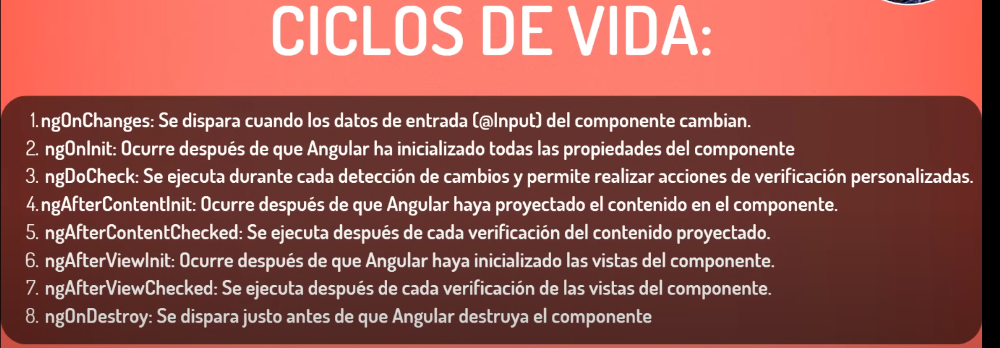 CICLOS DE VIDA:
1. ngOnChanges: Se dispara cuando los datos de entrada (@Input) del componente cambian.
2. ngOnInit: Ocurre después de que Angular ha inicializado todas las propiedades del componente
3. ngDoCheck: Se ejecuta durante cada detección de cambios y permite realizar acciones de verificación personalizadas.
4. ngAfterContentInit: Ocurre después de que Angular haya proyectado el contenido en el componente.
5. ngAfterContentChecked: Se ejecuta después de cada verificación del contenido proyectado.
6. ngAfterViewInit: Ocurre después de que Angular haya inicializado las vistas del componente.
7. ngAfterViewChecked: Se ejecuta después de cada verificación de las vistas del componente.
8. ngOnDestroy: Se dispara justo antes de que Angular destruya el componente